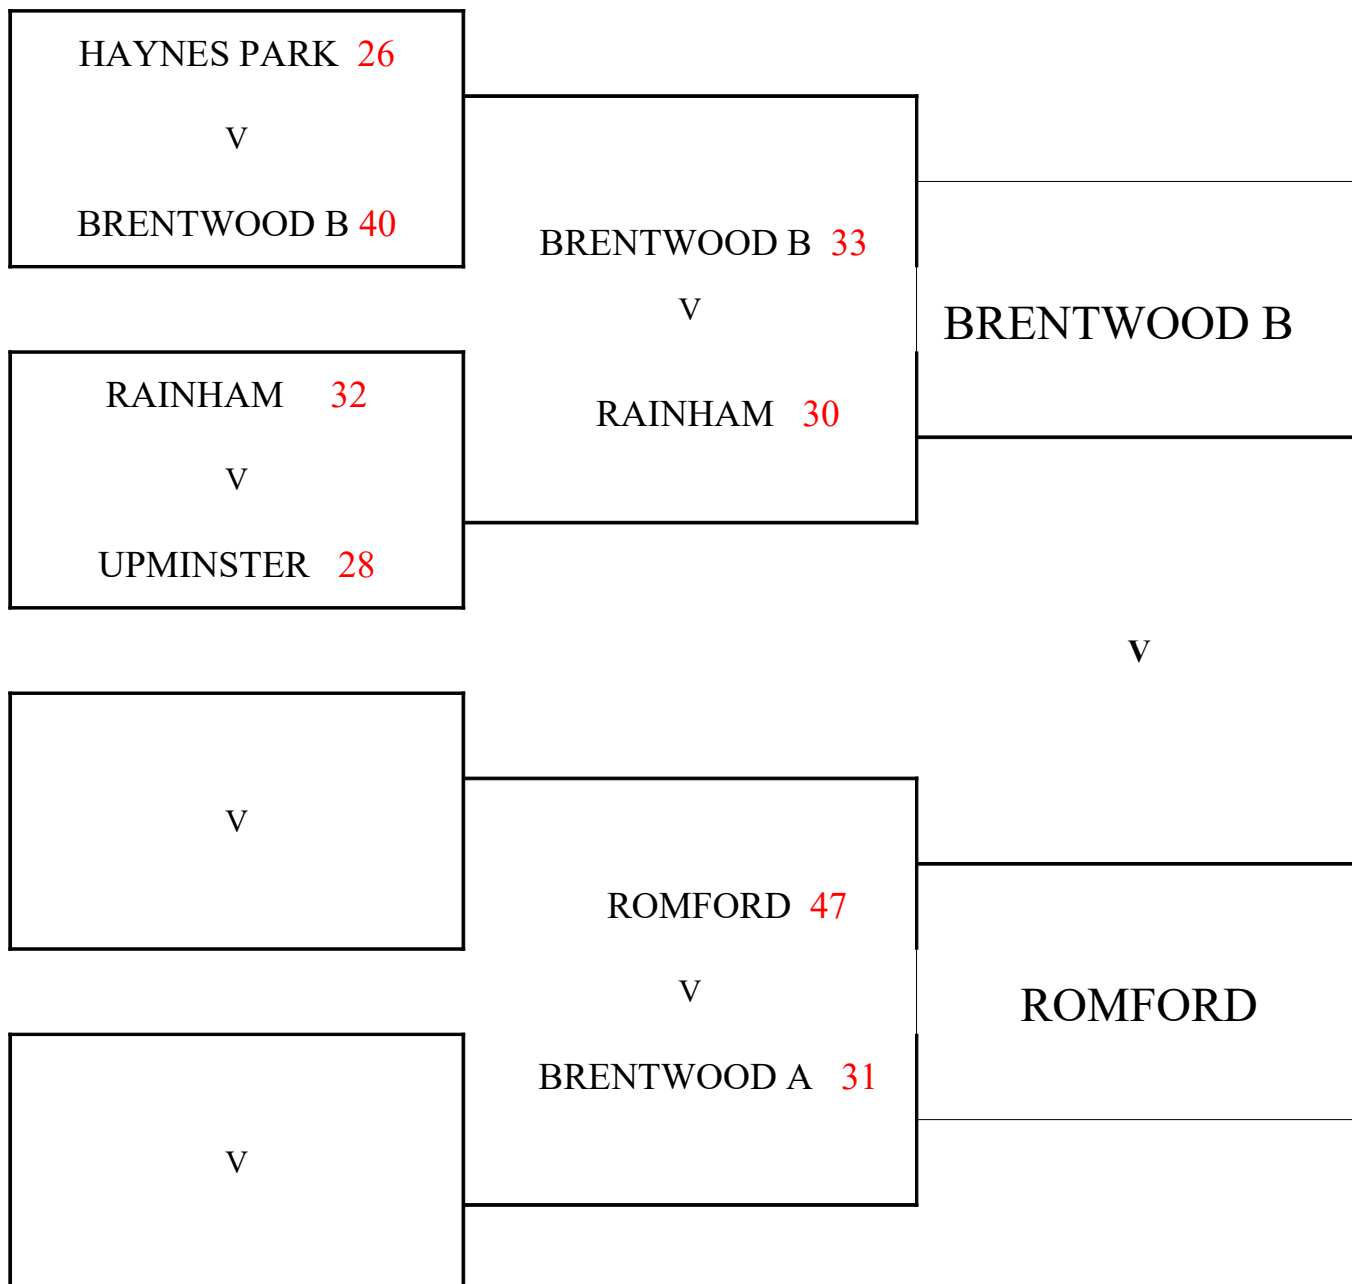 HAYNES PARK 26
V
BRENTWOOD B 40
RAINHAM 32
V
UPMINSTER 28
V
V
BRENTWOOD B 33
V
RAINHAM 30
ROMFORD 47
V
BRENTWOOD A 31
BRENTWOOD B
V
ROMFORD